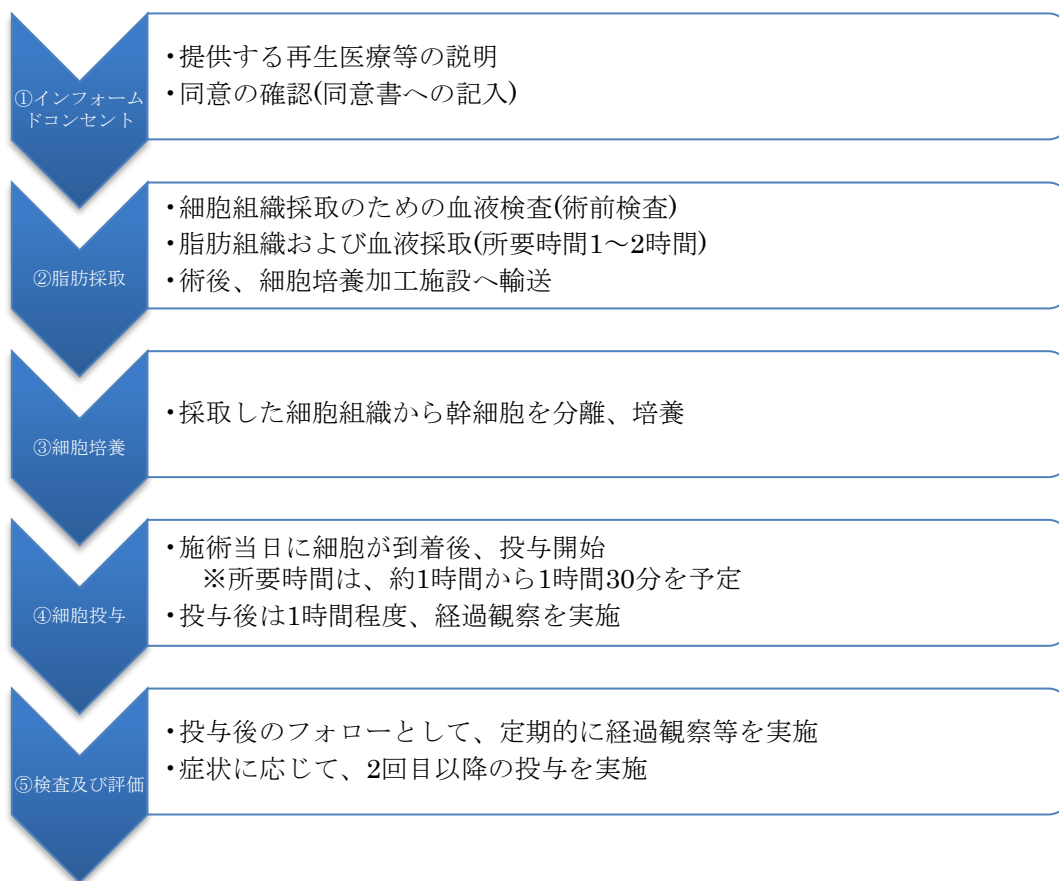 ①インフォーム
ドコンセント
•提供する再生医療等の説明
•同意の確認(同意書への記入)
②脂肪採取
•細胞組織採取のための血液検査(術前検査)
•脂肪組織および血液採取(所要時間1～2時間)
•術後、細胞培養加工施設へ輸送
③細胞培養
•採取した細胞組織から幹細胞を分離、培養
④細胞投与
•施術当日に細胞が到着後、投与開始
※所要時間は、約1時間から1時間30分を予定
•投与後は1時間程度、経過観察を実施
⑤検査及び評価
•投与後のフォローとして、定期的に経過観察等を実施
•症状に応じて、2回目以降の投与を実施